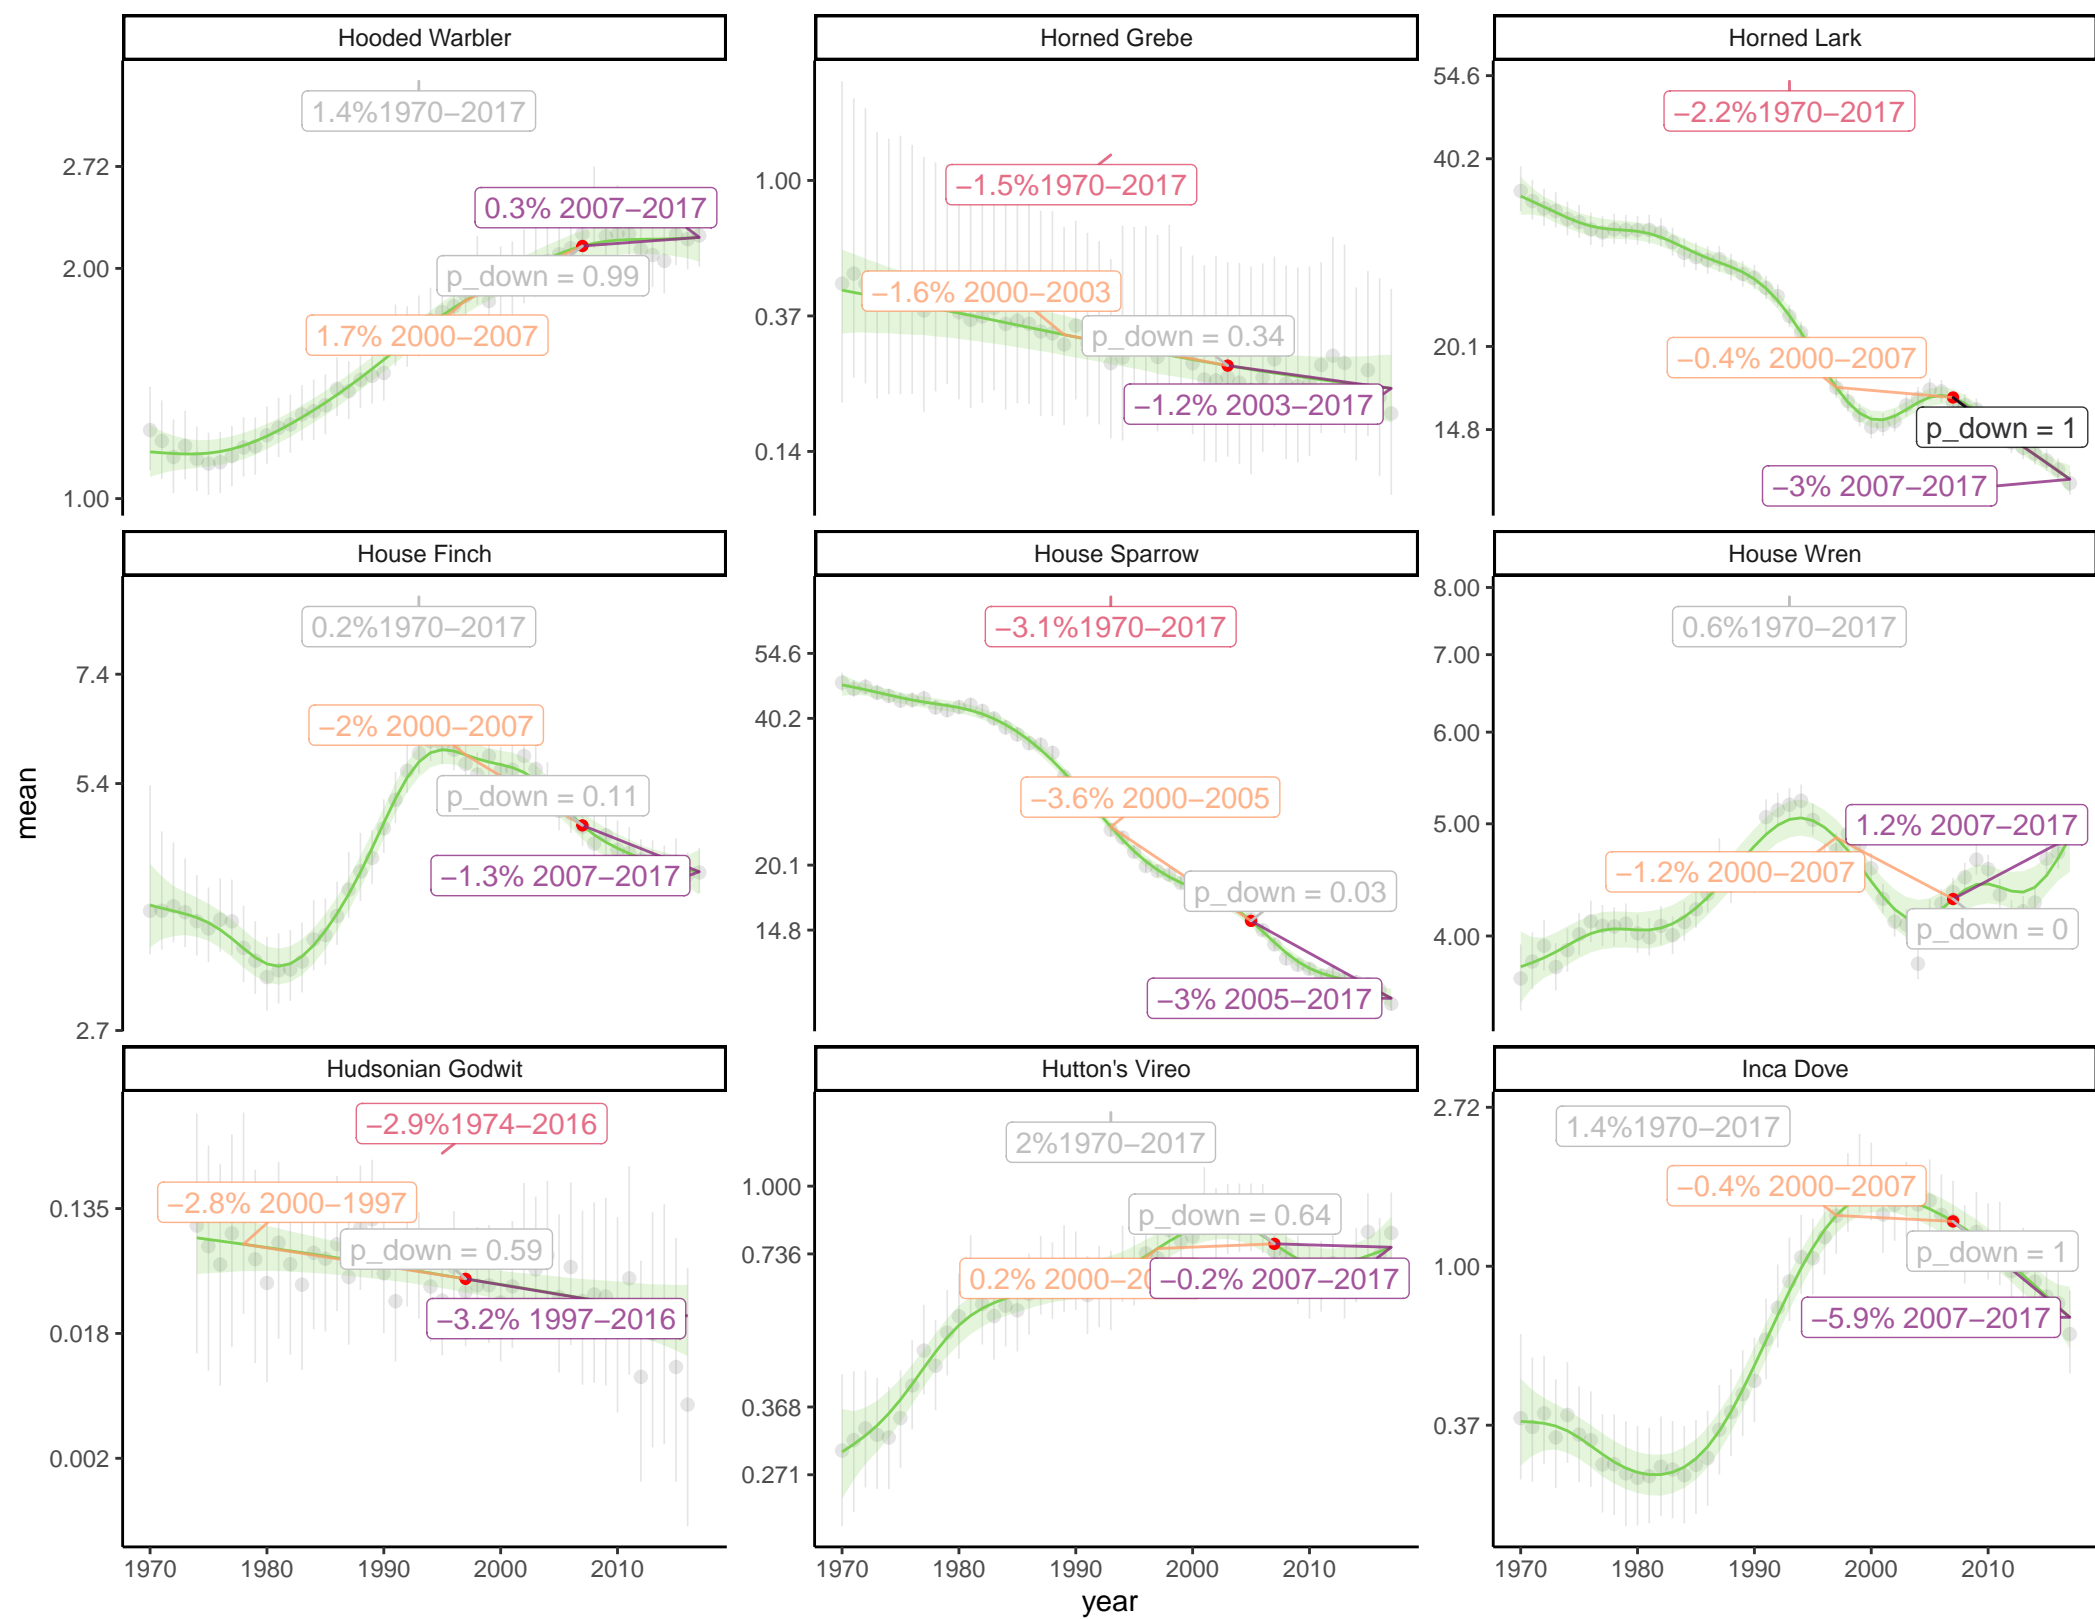 Hooded Warbler
Horned Grebe
Horned Lark
1.4%1970−2017
2.72
2.00
1.00
0.3% 2007−2017
p_down = 0.99
1.7% 2000−2007
1.00
0.37
0.14
−1.5%1970−2017
−1.6% 2000−2003
p_down = 0.34
−1.2% 2003−2017
54.6
40.2
20.1
14.8
−2.2%1970−2017
−0.4% 2000−2007
p_down = 1
−3% 2007−2017
House Finch
House Sparrow
House Wren
0.2%1970−2017
7.4
5.4
2.7
−2% 2000−2007
p_down = 0.11
−1.3% 2007−2017
54.6
40.2
20.1
14.8
−3.1%1970−2017
−3.6% 2000−2005
p_down = 0.03
−3% 2005−2017
8.00
7.00
6.00
5.00
4.00
0.6%1970−2017
1.2% 2007−2017
−1.2% 2000−2007
p_down = 0
mean
Hudsonian Godwit
Hutton's Vireo
Inca Dove
0.135
0.018
0.002
−2.9%1974−2016
−2.8% 2000−1997
p_down = 0.59
−3.2% 1997−2016
1.000
0.736
0.368
0.271
2%1970−2017
p_down = 0.64
0.2% 2000−20
−0.2% 2007−2017
2.72
1.00
0.37
1.4%1970−2017
−0.4% 2000−2007
p_down = 1
−5.9% 2007−2017
1970 1980 1990 2000 2010
1970 1980 1990 2000 2010
1970 1980 1990 2000 2010
year